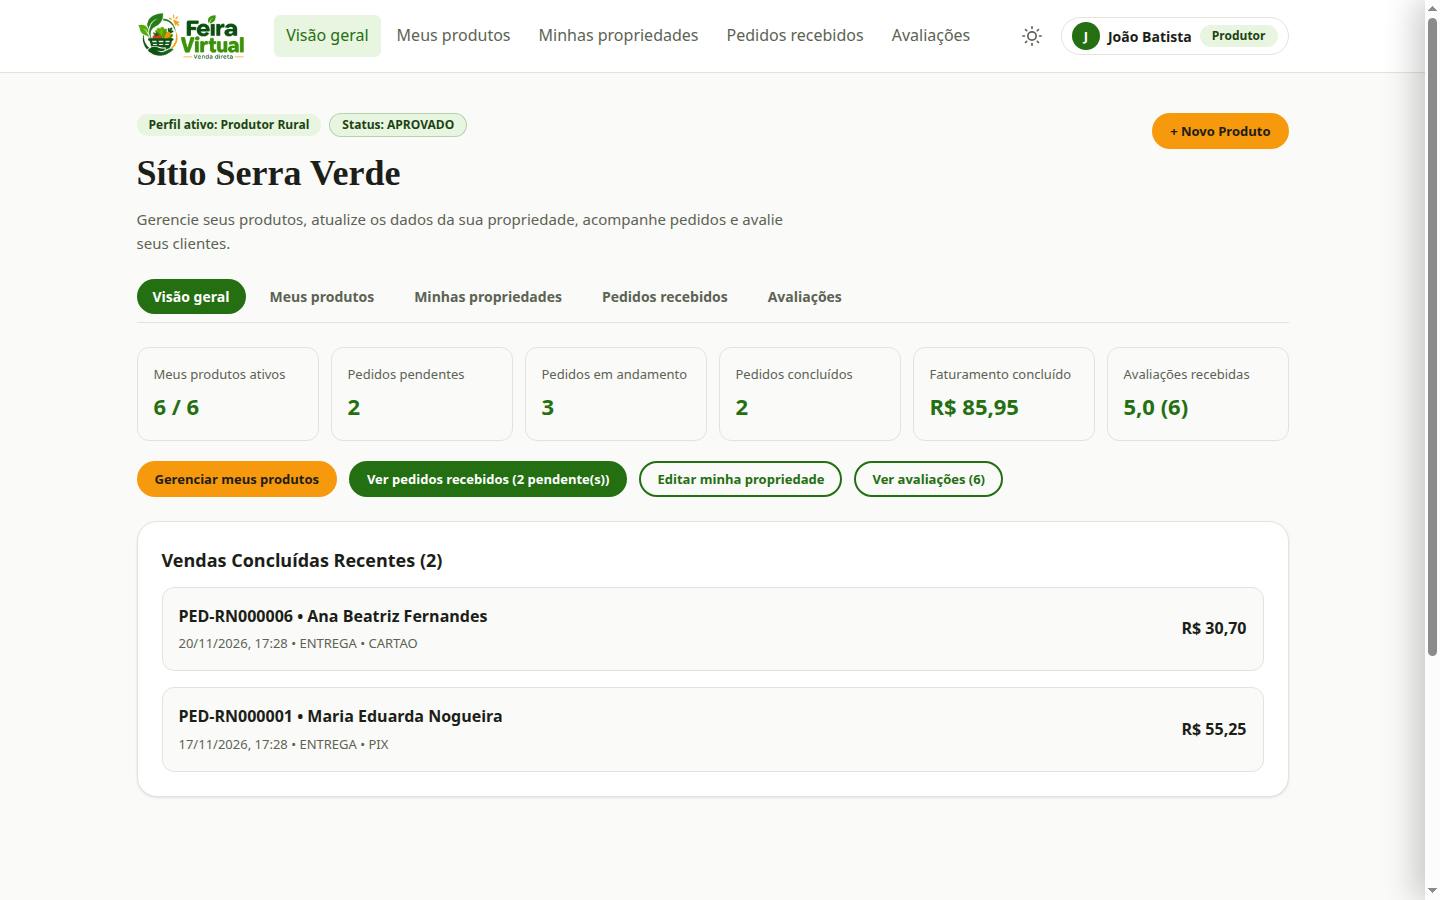 Feira
Virtual
Venda direta
Visão geral
Meus produtos
Minhas propriedades
Pedidos recebidos
Avaliações
J
João Batista
Produtor
Perfil ativo: Produtor Rural
Status: APROVADO
+ Novo Produto
Sítio Serra Verde
Gerencie seus produtos, atualize os dados da sua propriedade, acompanhe pedidos e avalie
seus clientes.
Visão geral
Meus produtos
Minhas propriedades
Pedidos recebidos
Avaliações
Meus produtos ativos
6 / 6
Pedidos pendentes
2
Pedidos em andamento
3
Pedidos concluídos
2
Faturamento concluído
R$ 85,95
Avaliações recebidas
5,0 (6)
Gerenciar meus produtos
Ver pedidos recebidos (2 pendente(s))
Editar minha propriedade
Ver avaliações (6)
Vendas Concluídas Recentes (2)
PED-RN000006 • Ana Beatriz Fernandes
20/11/2026, 17:28 • ENTREGA • CARTAO
R$ 30,70
PED-RN000001 • Maria Eduarda Nogueira
17/11/2026, 17:28 • ENTREGA • PIX
R$ 55,25